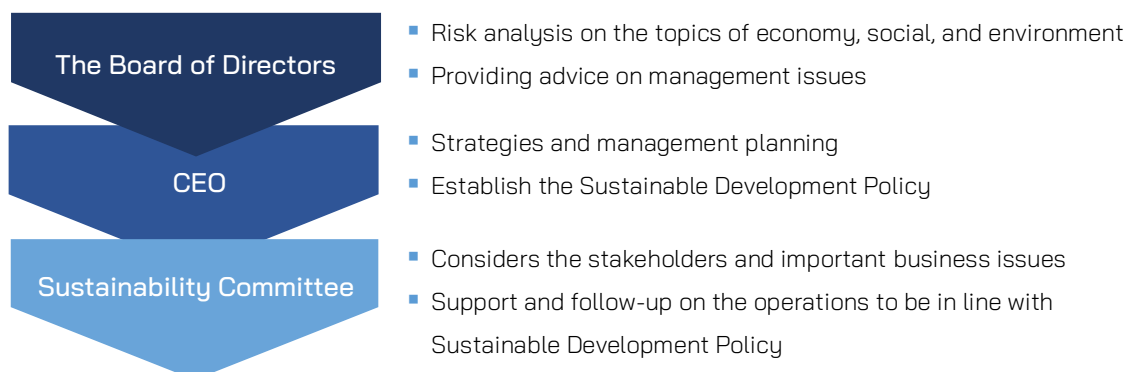 The Board of Directors
▪ Risk analysis on the topics of economy, social, and environment
▪ Providing advice on management issues
CEO
▪ Strategies and management planning
▪ Establish the Sustainable Development Policy
Sustainability Committee
▪ Considers the stakeholders and important business issues
▪ Support and follow-up on the operations to be in line with
Sustainable Development Policy